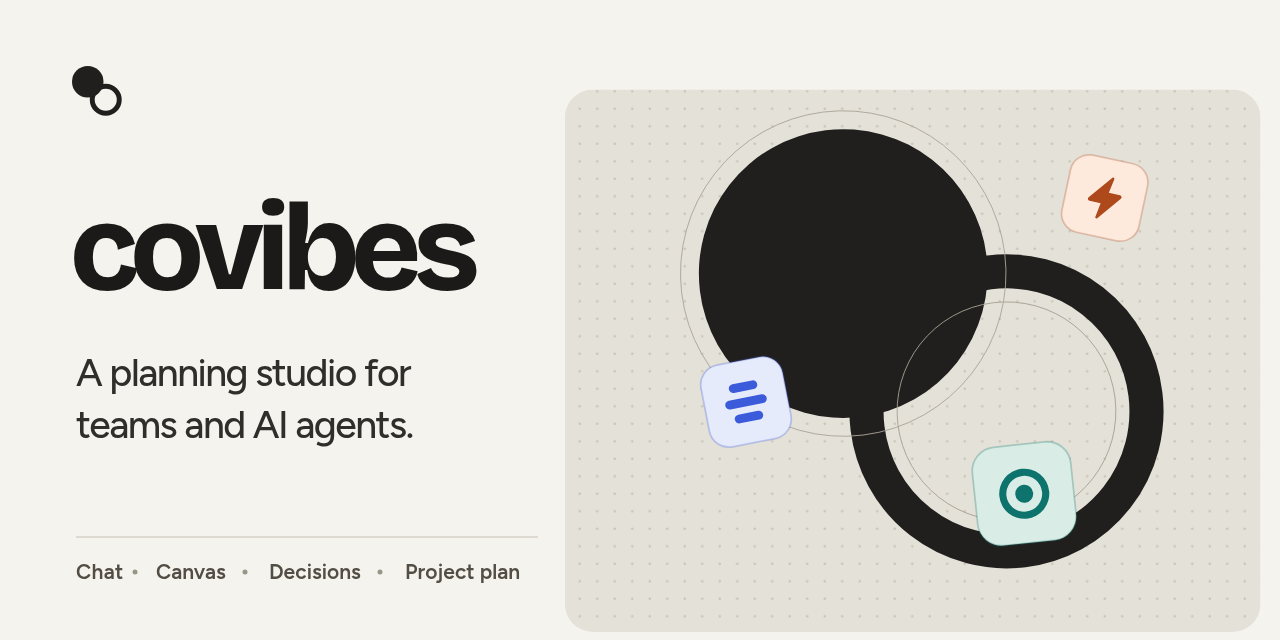 covibes
A planning studio for
teams and AI agents.
Chat • Canvas • Decisions • Project plan